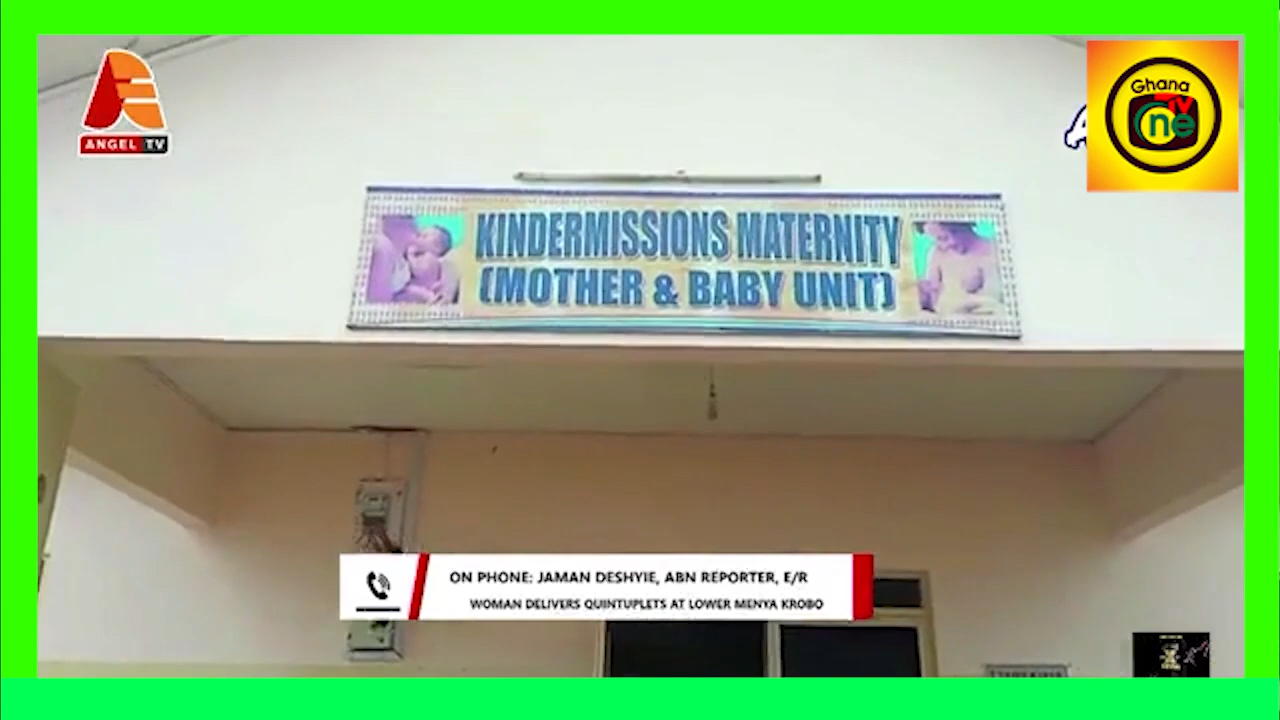 ANGEL TV
Ghana
TV
One
A
KINDERMISSIONS MATERNITY
(MOTHER & BABY UNIT)
ON PHONE: JAMAN DESHYIE, ABN REPORTER, E/R
WOMAN DELIVERS QUINTUPLETS AT LOWER MENYA KROBO